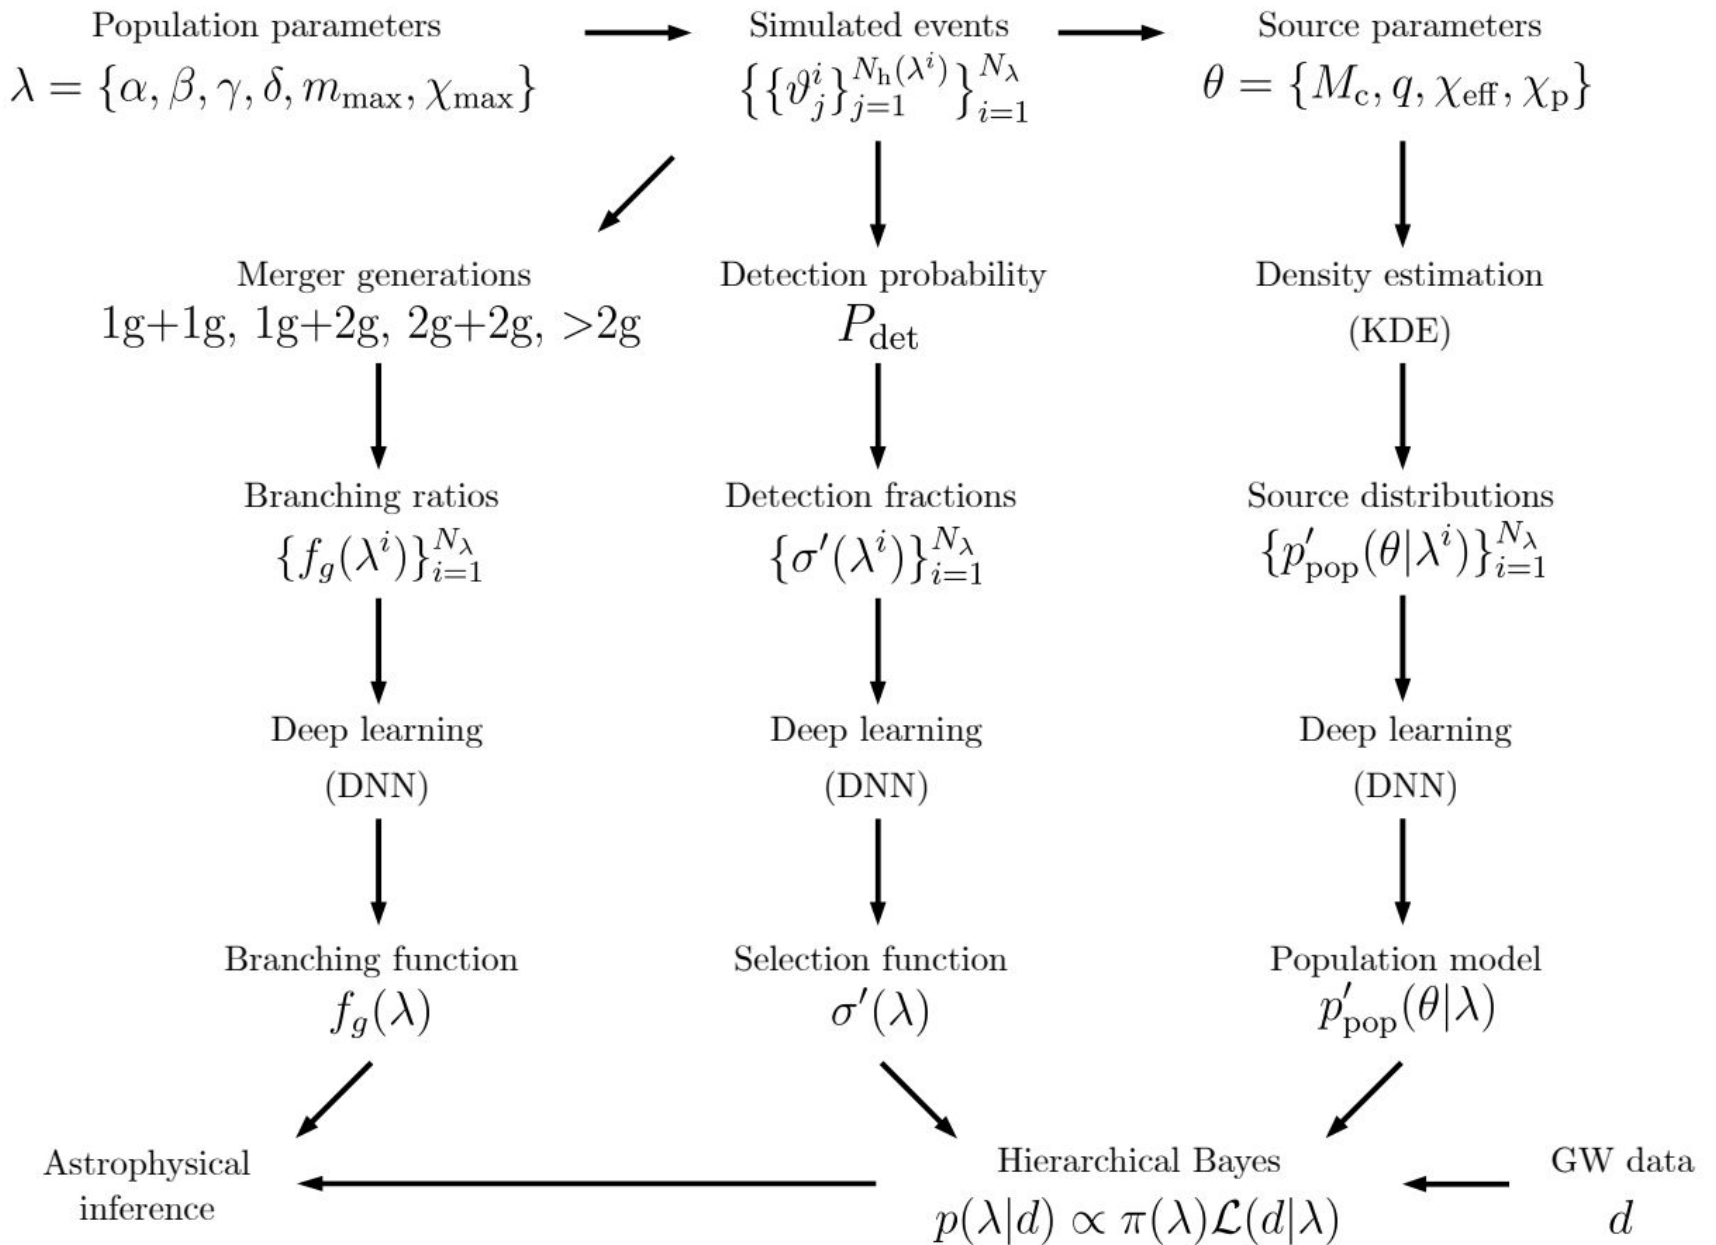 Population parameters
λ = {α, β, γ, δ, m_max, χ_max}
Simulated events
{{ϑ_j^i}_{j=1}^{N_h(λ^i)}}_{i=1}^{N_λ}
Source parameters
θ = {M_c, q, χ_eff, χ_p}
Merger generations
1g+1g, 1g+2g, 2g+2g, >2g
Detection probability
P_det
Density estimation
(KDE)
Branching ratios
{f_g(λ^i)}_{i=1}^{N_λ}
Detection fractions
{σ′(λ^i)}_{i=1}^{N_λ}
Source distributions
{p′_pop(θ|λ^i)}_{i=1}^{N_λ}
Deep learning
(DNN)
Deep learning
(DNN)
Deep learning
(DNN)
Branching function
f_g(λ)
Selection function
σ′(λ)
Population model
p′_pop(θ|λ)
Astrophysical
inference
Hierarchical Bayes
p(λ|d) ∝ π(λ)ℒ(d|λ)
GW data
d